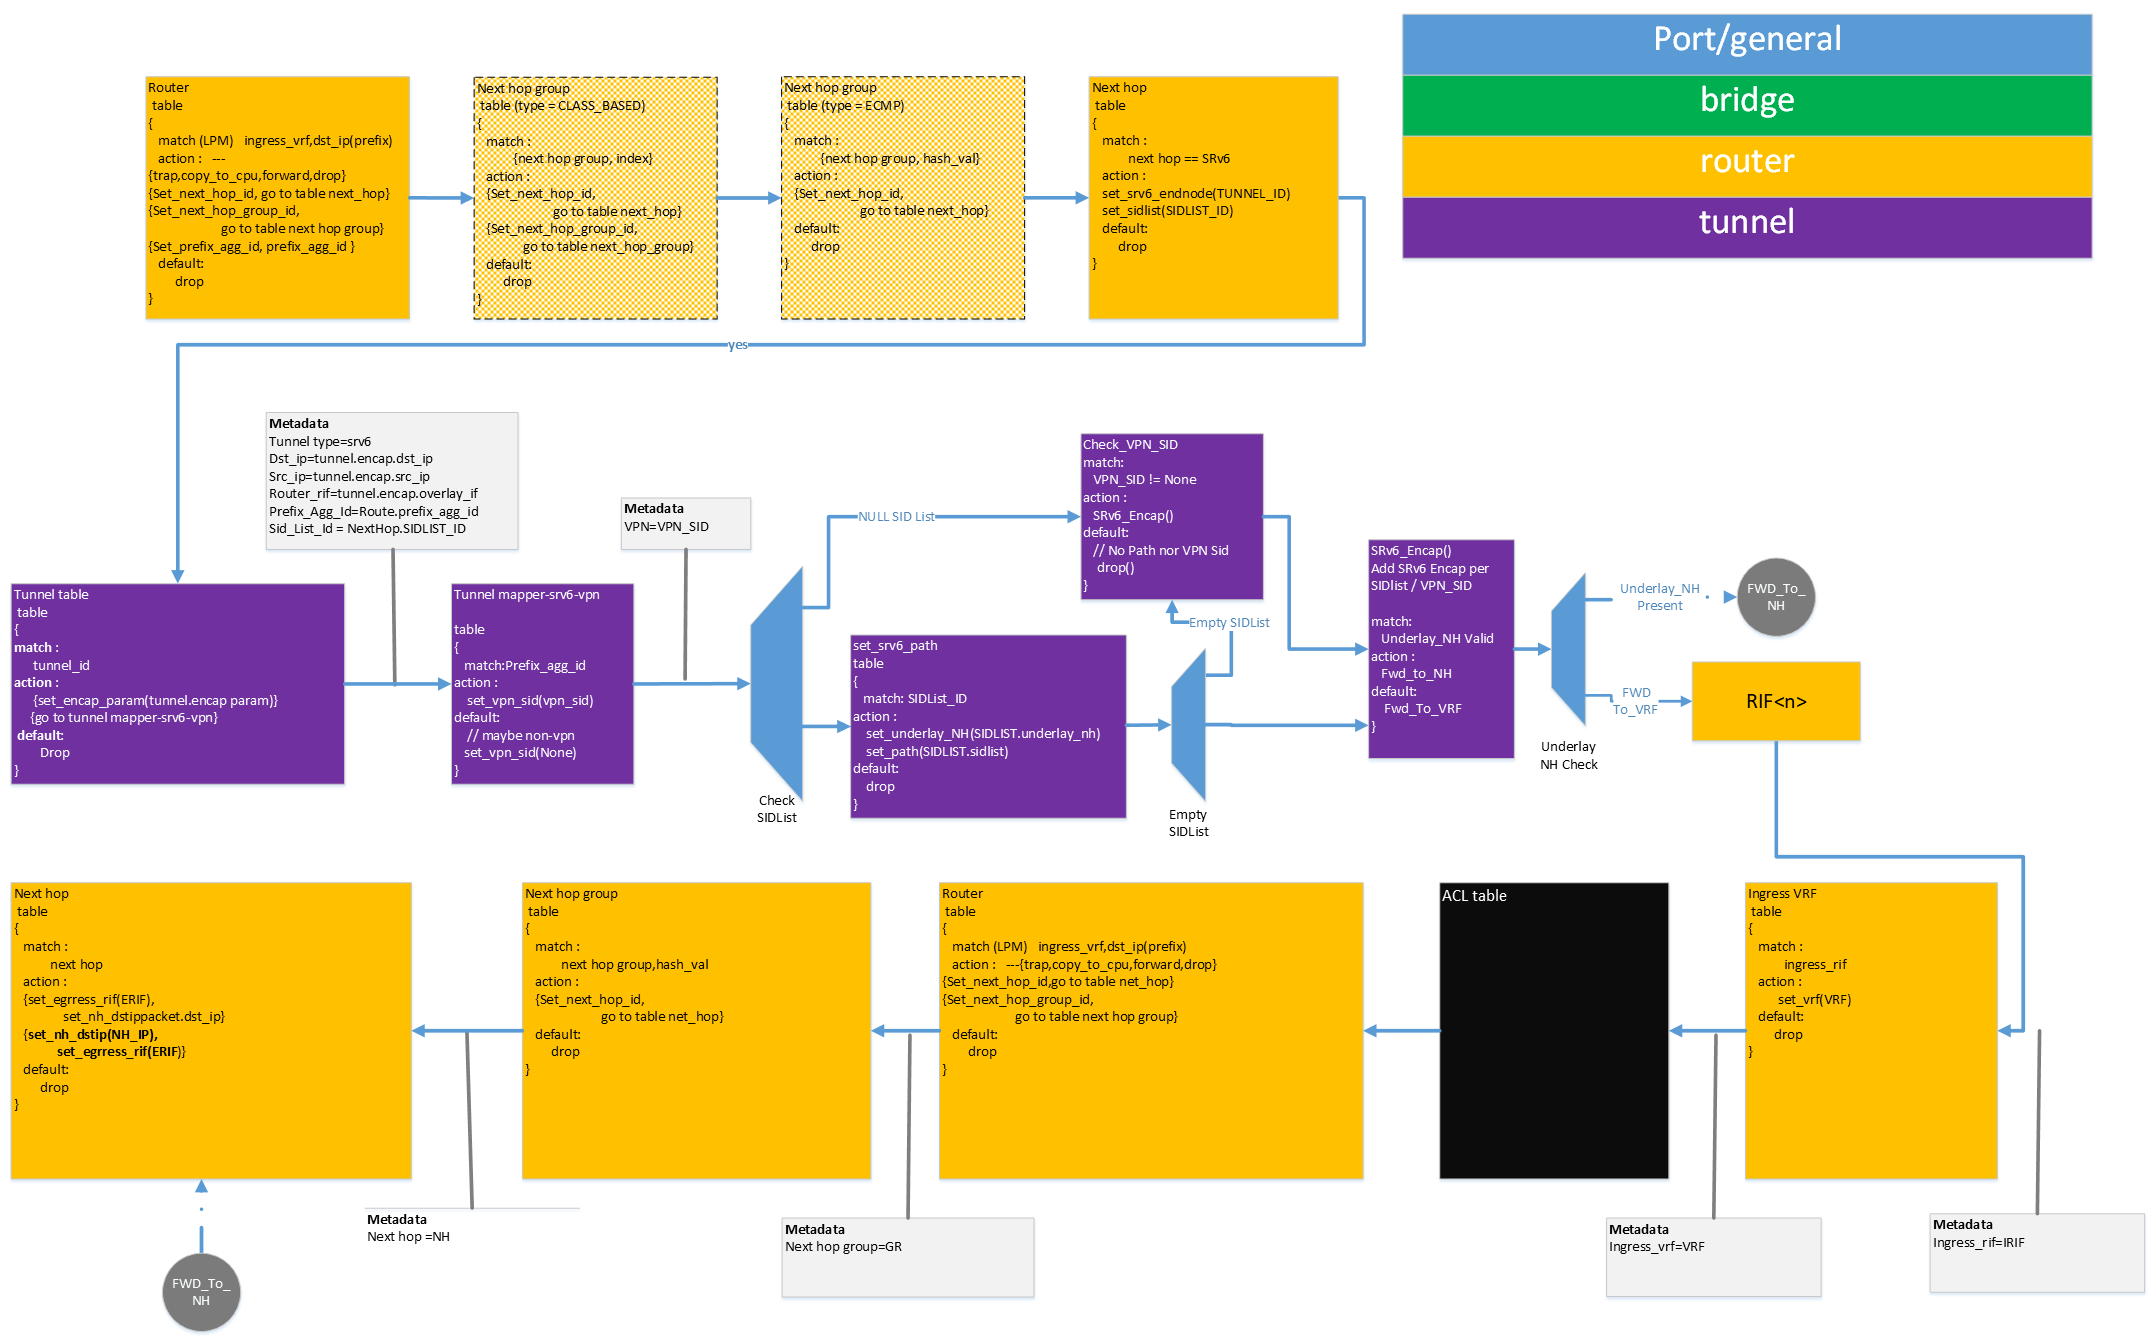 Port/general
bridge
router
tunnel
Router
table
{
match (LPM) ingress_vrf,dst_ip(prefix)
action : ---
{trap,copy_to_cpu,forward,drop}
{Set_next_hop_id, go to table next_hop}
{Set_next_hop_group_id,
go to table next hop group}
{Set_prefix_agg_id, prefix_agg_id }
default:
drop
}
Next hop group
table (type = CLASS_BASED)
{
match :
{next hop group, index}
action :
{Set_next_hop_id,
go to table next_hop}
{Set_next_hop_group_id,
go to table next_hop_group}
default:
drop
}
Next hop group
table (type = ECMP)
{
match :
{next hop group, hash_val}
action :
{Set_next_hop_id,
go to table next_hop}
default:
drop
}
Next hop
table
{
match :
next hop == SRv6
action :
set_srv6_endnode(TUNNEL_ID)
set_sidlist(SIDLIST_ID)
default:
drop
}
yes
Metadata
Tunnel type=srv6
Dst_ip=tunnel.encap.dst_ip
Src_ip=tunnel.encap.src_ip
Router_rif=tunnel.encap.overlay_if
Prefix_Agg_Id=Route.prefix_agg_id
Sid_List_Id = NextHop.SIDLIST_ID
Metadata
VPN=VPN_SID
Tunnel table
table
{
match :
tunnel_id
action :
{set_encap_param(tunnel.encap param)}
{go to tunnel mapper-srv6-vpn}
default:
Drop
}
Tunnel mapper-srv6-vpn
table
{
match:Prefix_agg_id
action :
set_vpn_sid(vpn_sid)
default:
// maybe non-vpn
set_vpn_sid(None)
}
Check
SIDList
NULL SID List
Check_VPN_SID
match:
VPN_SID != None
action :
SRv6_Encap()
default:
// No Path nor VPN Sid
drop()
}
set_srv6_path
table
{
match: SIDList_ID
action :
set_underlay_NH(SIDLIST.underlay_nh)
set_path(SIDLIST.sidlist)
default:
drop
}
Empty SIDList
Empty
SIDList
SRv6_Encap()
Add SRv6 Encap per
SIDlist / VPN_SID
match:
Underlay_NH Valid
action :
Fwd_to_NH
default:
Fwd_To_VRF
}
Underlay
NH Check
Underlay_NH
Present
FWD_To_
NH
FWD
To_VRF
RIF<n>
Next hop
table
{
match :
next hop
action :
{set_egrress_rif(ERIF),
set_nh_dstippacket.dst_ip}
{set_nh_dstip(NH_IP),
set_egrress_rif(ERIF)}
default:
drop
}
Next hop group
table
{
match :
next hop group,hash_val
action :
{Set_next_hop_id,
go to table net_hop}
default:
drop
}
Router
table
{
match (LPM) ingress_vrf,dst_ip(prefix)
action : ---{trap,copy_to_cpu,forward,drop}
{Set_next_hop_id,go to table net_hop}
{Set_next_hop_group_id,
go to table next hop group}
default:
drop
}
ACL table
Ingress VRF
table
{
match :
ingress_rif
action :
set_vrf(VRF)
default:
drop
}
Metadata
Next hop =NH
Metadata
Next hop group=GR
Metadata
Ingress_vrf=VRF
Metadata
Ingress_rif=IRIF
FWD_To_
NH